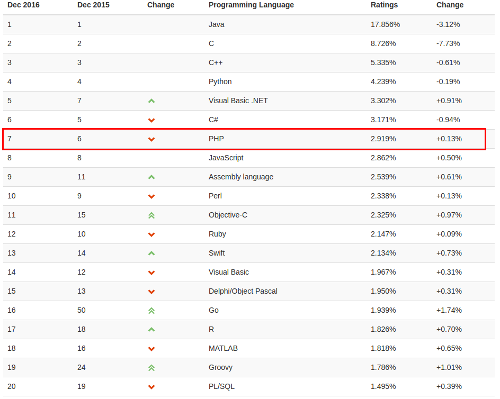 Dec 2016 Dec 2015 Change Programming Language Ratings Change
1 1 Java 17.856% -3.12%
2 2 C 8.726% -7.73%
3 3 C++ 5.335% -0.61%
4 4 Python 4.239% -0.19%
5 7 Visual Basic .NET 3.302% +0.91%
6 5 C# 3.171% -0.94%
7 6 PHP 2.919% +0.13%
8 8 JavaScript 2.862% +0.50%
9 11 Assembly language 2.539% +0.61%
10 9 Perl 2.338% +0.13%
11 15 Objective-C 2.325% +0.97%
12 10 Ruby 2.147% +0.09%
13 14 Swift 2.134% +0.73%
14 12 Visual Basic 1.967% +0.31%
15 13 Delphi/Object Pascal 1.950% +0.31%
16 50 Go 1.939% +1.74%
17 18 R 1.826% +0.70%
18 16 MATLAB 1.818% +0.65%
19 24 Groovy 1.786% +1.01%
20 19 PL/SQL 1.495% +0.39%